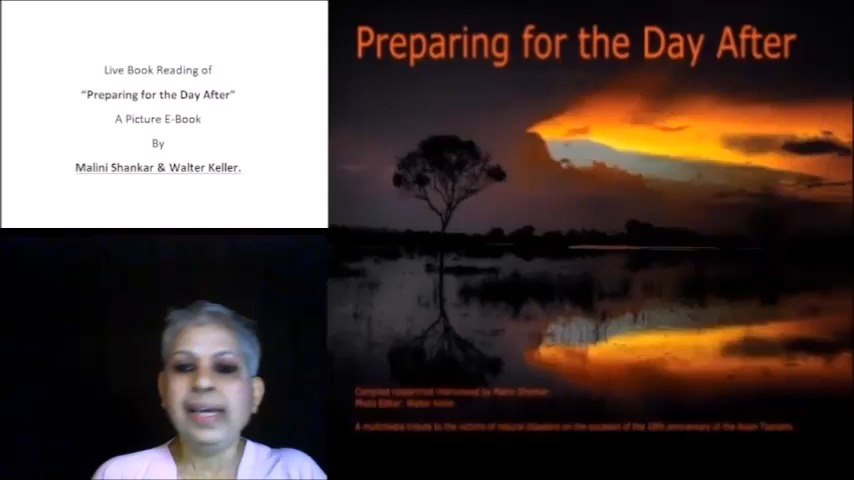 Live Book Reading of
“Preparing for the Day After”
A Picture E-Book
By
Malini Shankar & Walter Keller.
Preparing for the Day After
Compiled researched interviewed by Malini Shankar
Photo Editor: Walter Keller
A multimedia tribute to the victims of natural disasters on the occasion of the 10th anniversary of the Asian Tsunami.